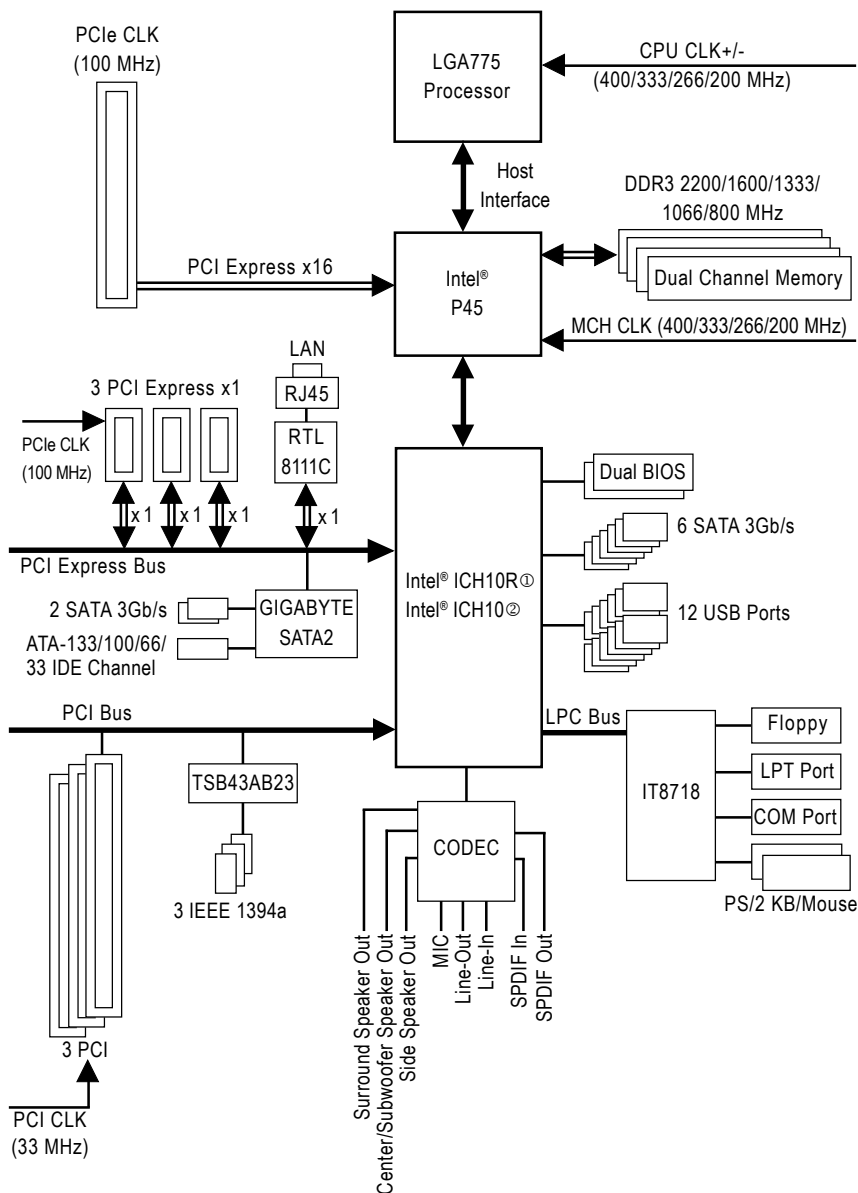 PCIe CLK
(100 MHz)
LGA775
Processor
CPU CLK+/-
(400/333/266/200 MHz)
Host
Interface
DDR3 2200/1600/1333/
1066/800 MHz
Dual Channel Memory
PCI Express x16
Intel®
P45
MCH CLK (400/333/266/200 MHz)
LAN
RJ45
RTL
8111C
3 PCI Express x1
PCIe CLK
(100 MHz)
x 1
x 1
x 1
x 1
PCI Express Bus
Dual BIOS
6 SATA 3Gb/s
Intel® ICH10R①
Intel® ICH10②
12 USB Ports
2 SATA 3Gb/s
GIGABYTE
SATA2
ATA-133/100/66/
33 IDE Channel
PCI Bus
LPC Bus
TSB43AB23
3 IEEE 1394a
IT8718
Floppy
LPT Port
COM Port
PS/2 KB/Mouse
CODEC
Surround Speaker Out
Center/Subwoofer Speaker Out
Side Speaker Out
MIC
Line-Out
Line-In
SPDIF In
SPDIF Out
3 PCI
PCI CLK
(33 MHz)